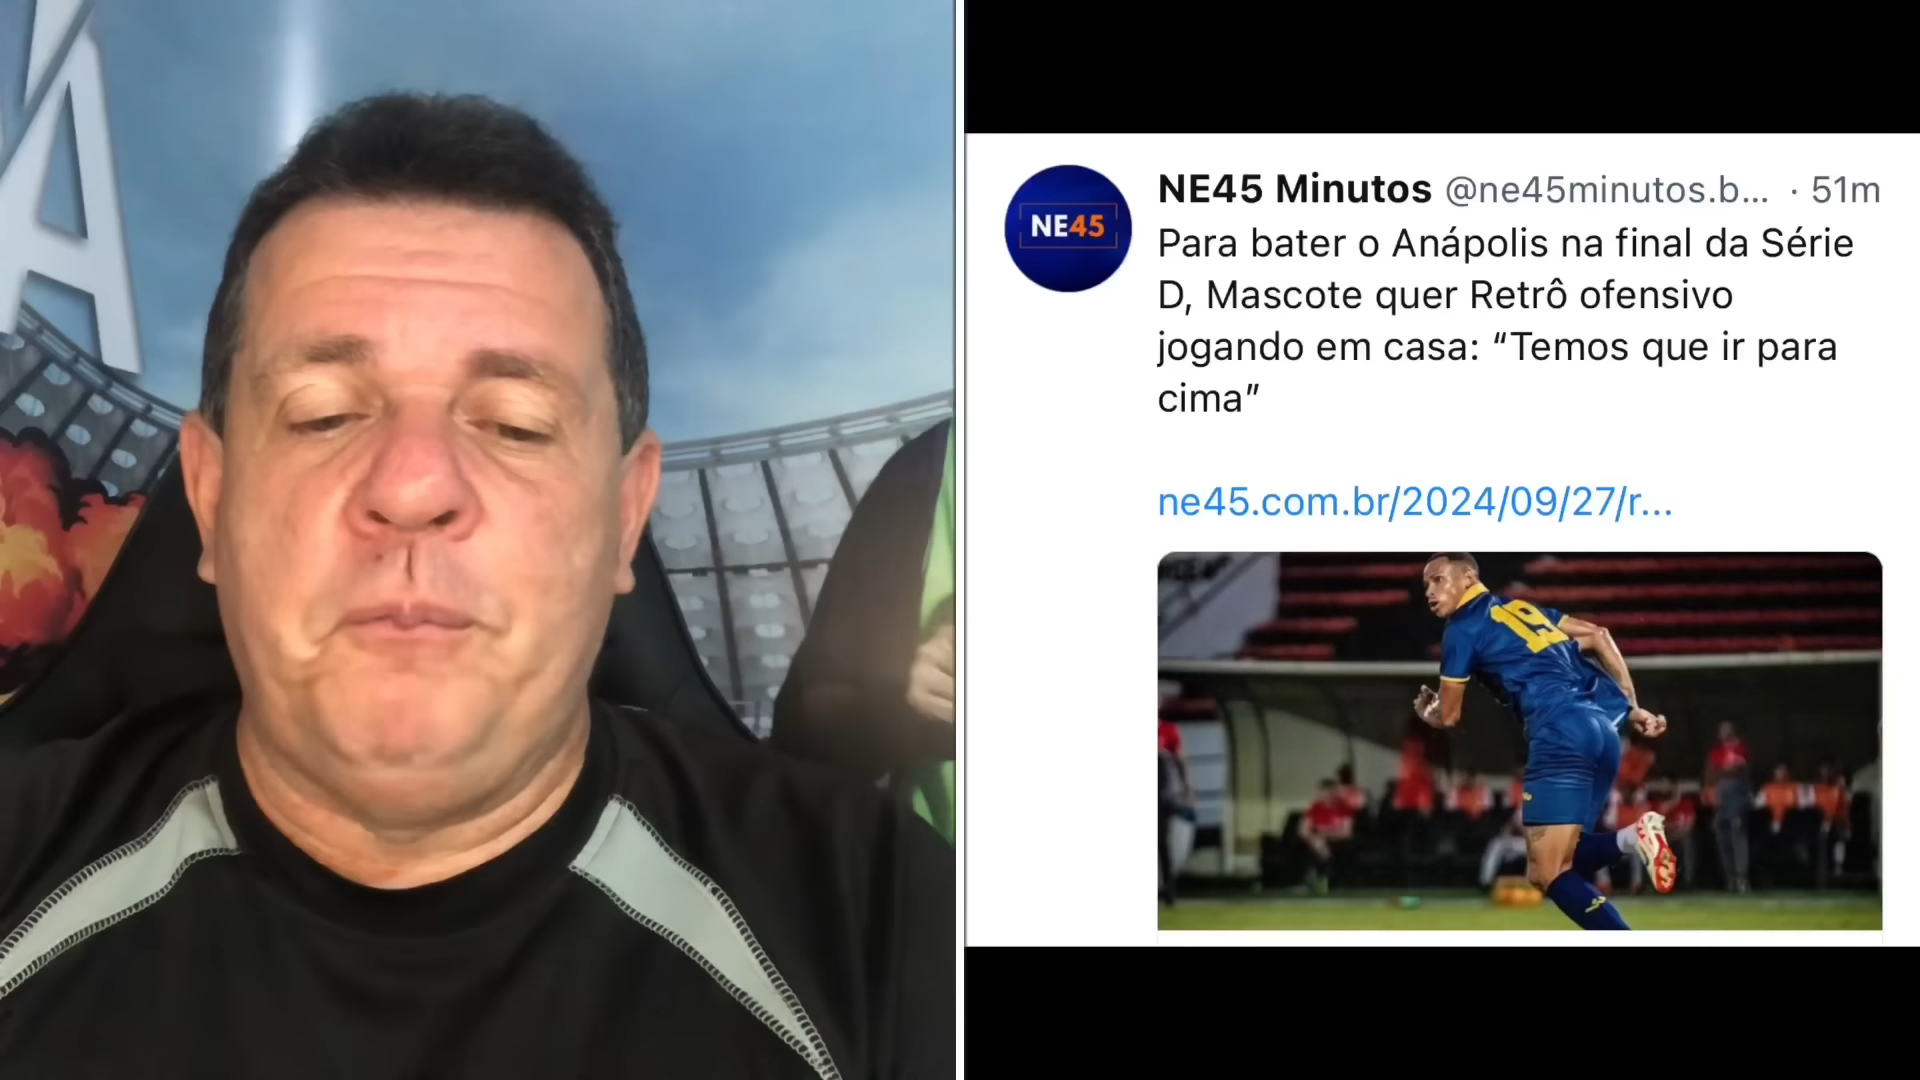 A
NE45
NE45 Minutos @ne45minutos.b... · 51m
Para bater o Anápolis na final da Série
D, Mascote quer Retrô ofensivo
jogando em casa: “Temos que ir para
cima”
ne45.com.br/2024/09/27/r...
19